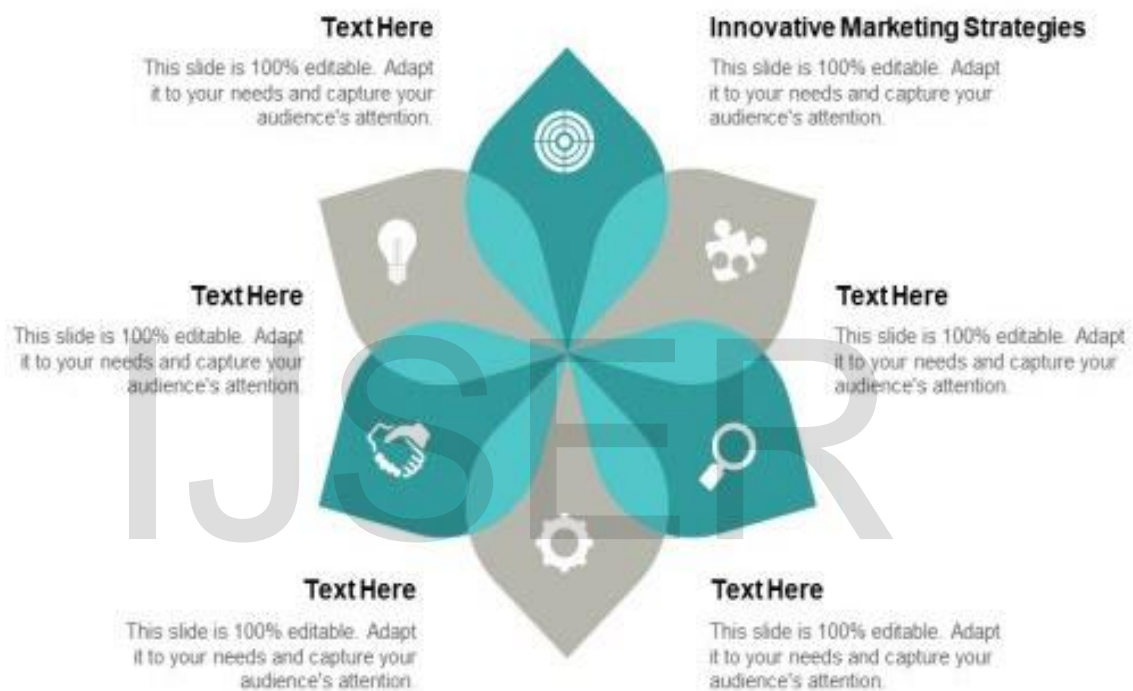 Text Here
This slide is 100% editable. Adapt
it to your needs and capture your
audience's attention.
Innovative Marketing Strategies
This slide is 100% editable. Adapt
it to your needs and capture your
audience's attention.
Text Here
This slide is 100% editable. Adapt
it to your needs and capture your
audience's attention.
Text Here
This slide is 100% editable. Adapt
it to your needs and capture your
audience's attention.
IJSER
Text Here
This slide is 100% editable. Adapt
it to your needs and capture your
audience's attention.
Text Here
This slide is 100% editable. Adapt
it to your needs and capture your
audience's attention.